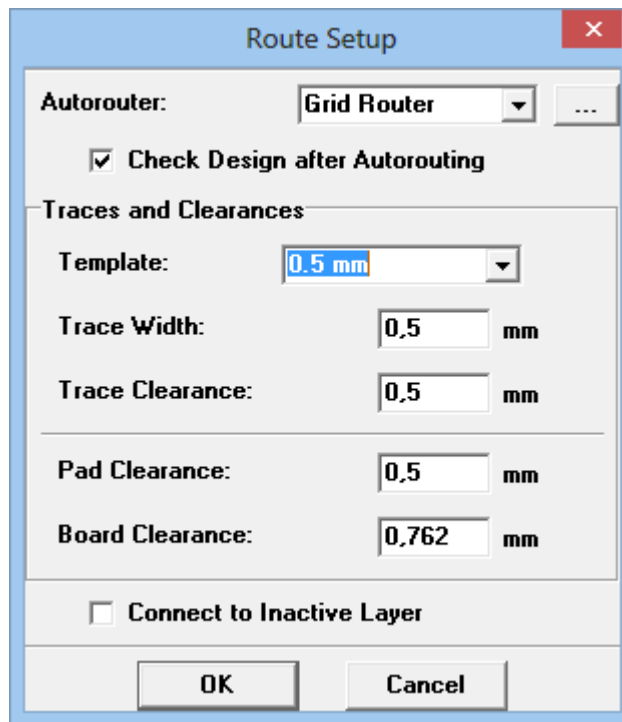 Route Setup
Autorouter: Grid Router ...
Check Design after Autorouting
Traces and Clearances
Template: 0.5 mm
Trace Width: 0,5 mm
Trace Clearance: 0,5 mm
Pad Clearance: 0,5 mm
Board Clearance: 0,762 mm
Connect to Inactive Layer
OK Cancel